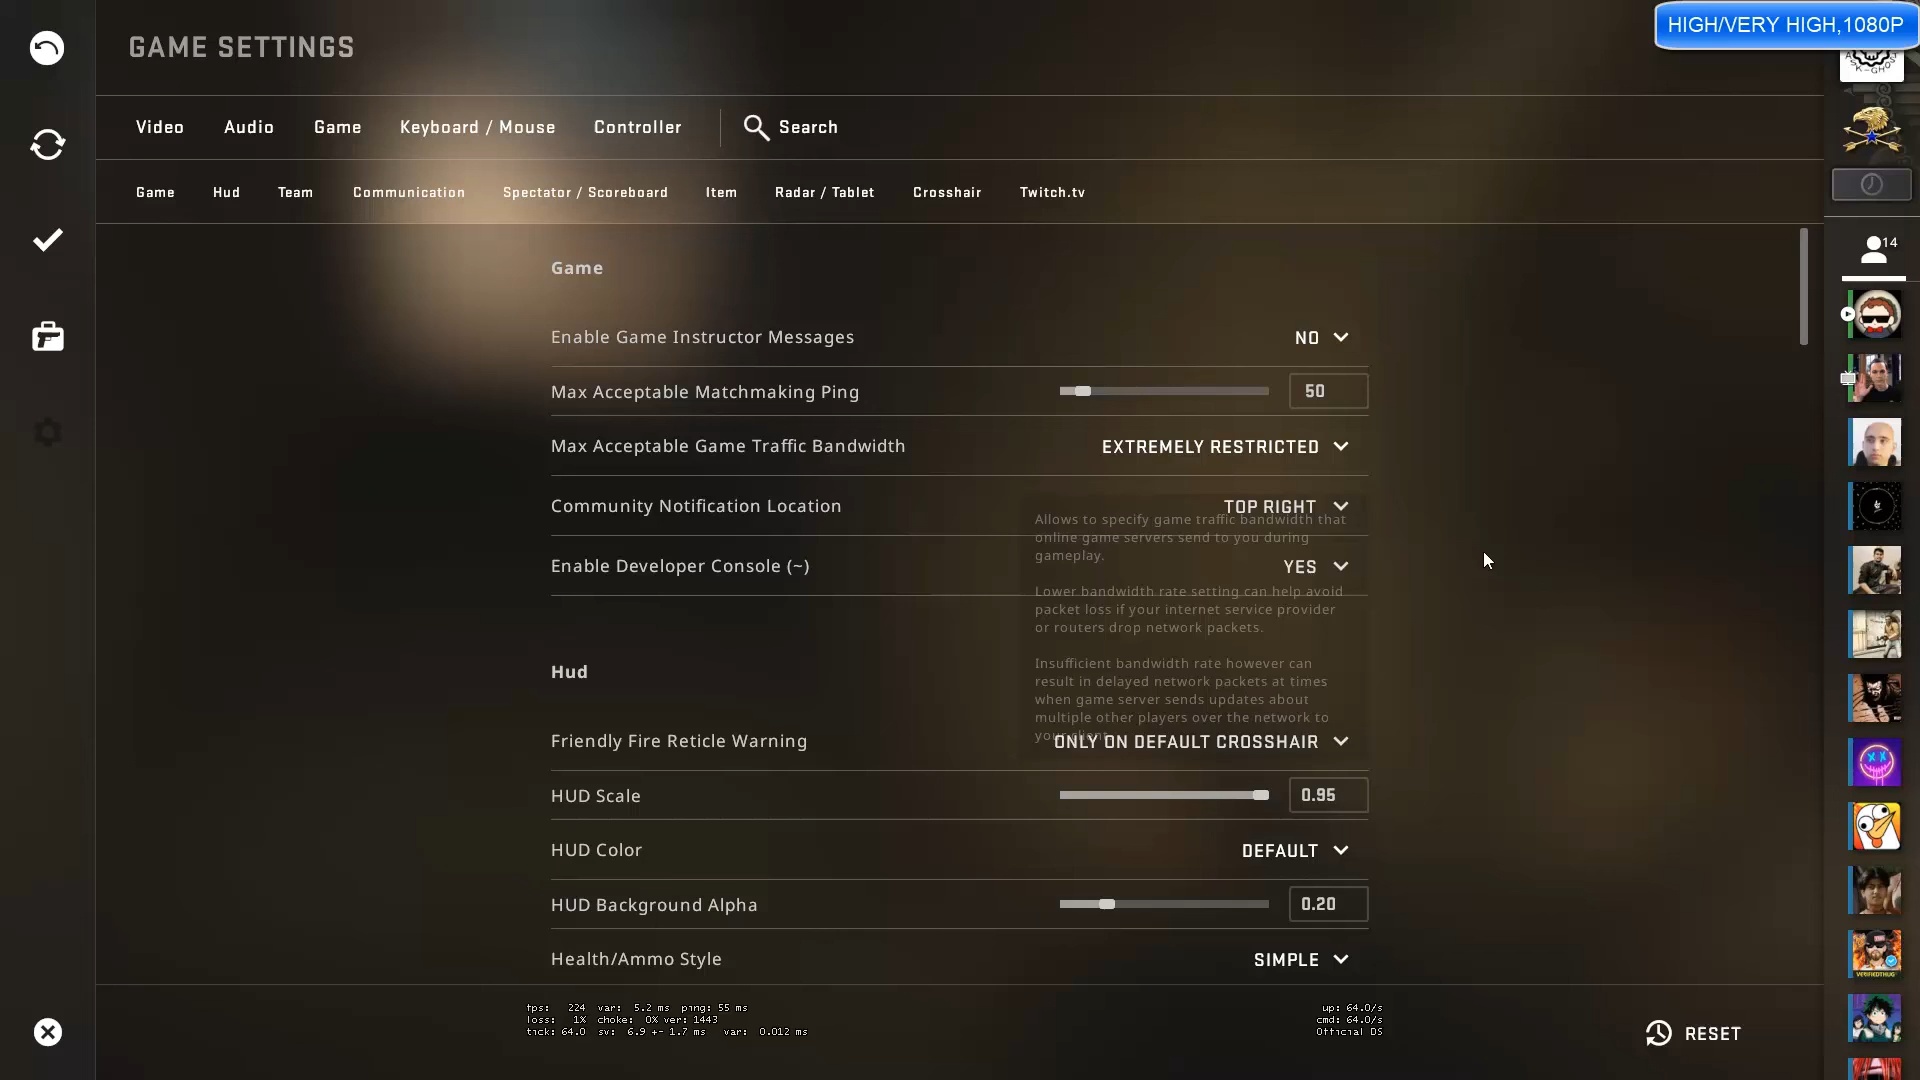 HIGH/VERY HIGH,1080P
GAME SETTINGS
Video Audio Game Keyboard / Mouse Controller Search
Game Hud Team Communication Spectator / Scoreboard Item Radar / Tablet Crosshair Twitch.tv
14
Game
Enable Game Instructor Messages NO
Max Acceptable Matchmaking Ping 50
Max Acceptable Game Traffic Bandwidth EXTREMELY RESTRICTED
Community Notification Location TOP RIGHT
Allows to specify game traffic bandwidth that
online game servers send to you during
gameplay.
Enable Developer Console (~) YES
Lower bandwidth rate setting can help avoid
packet loss if your internet service provider
or routers drop network packets.
Insufficient bandwidth rate however can
result in delayed network packets at times
when game server sends updates about
multiple other players over the network to
your client.
Hud
Friendly Fire Reticle Warning ONLY ON DEFAULT CROSSHAIR
HUD Scale 0.95
HUD Color DEFAULT
HUD Background Alpha 0.20
Health/Ammo Style SIMPLE
fps: 224 var: 5.2 ms ping: 55 ms
loss: 1% choke: 0% ver: 1443
tick: 64.0 sv: 6.9 +- 1.7 ms var: 0.012 ms
up: 64.0/s
cmd: 64.0/s
Official DS
RESET